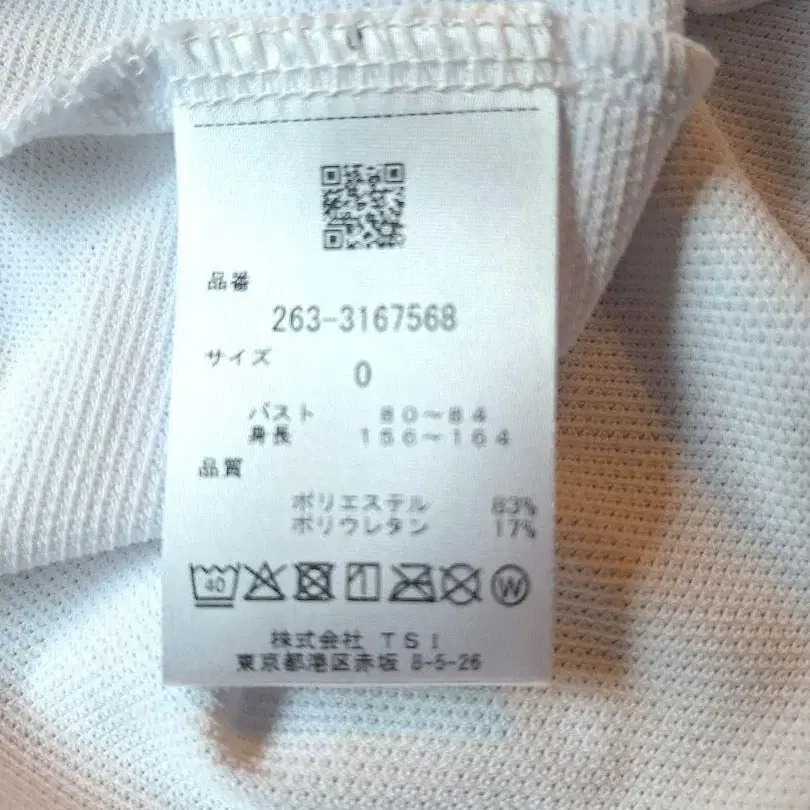 品番
263-3167568
サイズ
0
バスト 80~84
身長 156~164
品質
ポリエステル 83%
ポリウレタン 17%
40
W
株式会社 TSI
東京都港区赤坂 8-5-26